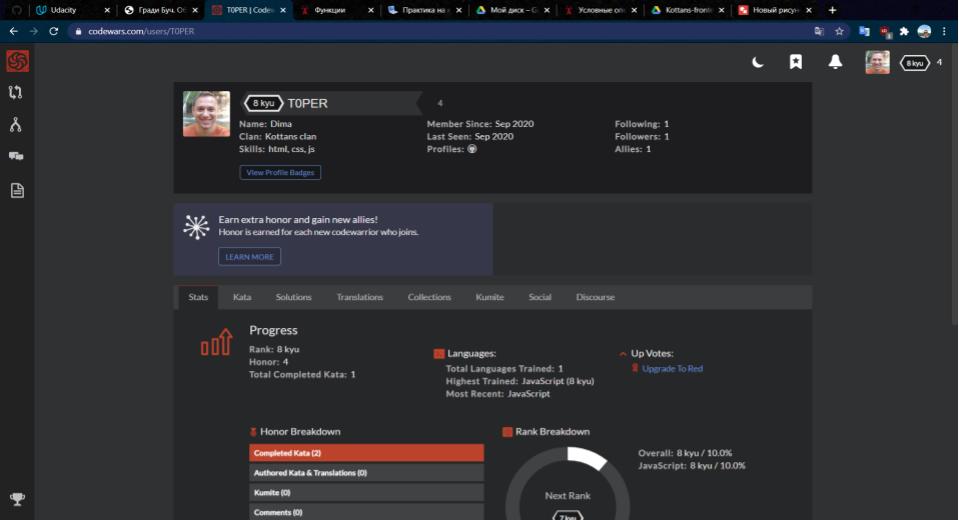 Udacity
Гради Буч. Об
T0PER | Codew
Функции
Практика на x
Мой диск – G
Условные опе
Kottans-fronte
Новый рисун
codewars.com/users/T0PER
8 kyu 4
8 kyu T0PER 4
Name: Dima Member Since: Sep 2020 Following: 1
Clan: Kottans clan Last Seen: Sep 2020 Followers: 1
Skills: html, css, js Profiles: Allies: 1
View Profile Badges
Earn extra honor and gain new allies!
Honor is earned for each new codewarrior who joins.
LEARN MORE
Stats Kata Solutions Translations Collections Kumite Social Discourse
Progress
Rank: 8 kyu
Honor: 4
Total Completed Kata: 1
Languages:
Total Languages Trained: 1
Highest Trained: JavaScript (8 kyu)
Most Recent: JavaScript
Up Votes:
Upgrade To Red
Honor Breakdown
Completed Kata (2)
Authored Kata & Translations (0)
Kumite (0)
Comments (0)
Rank Breakdown
Next Rank
7 kyu
Overall: 8 kyu / 10.0%
JavaScript: 8 kyu / 10.0%